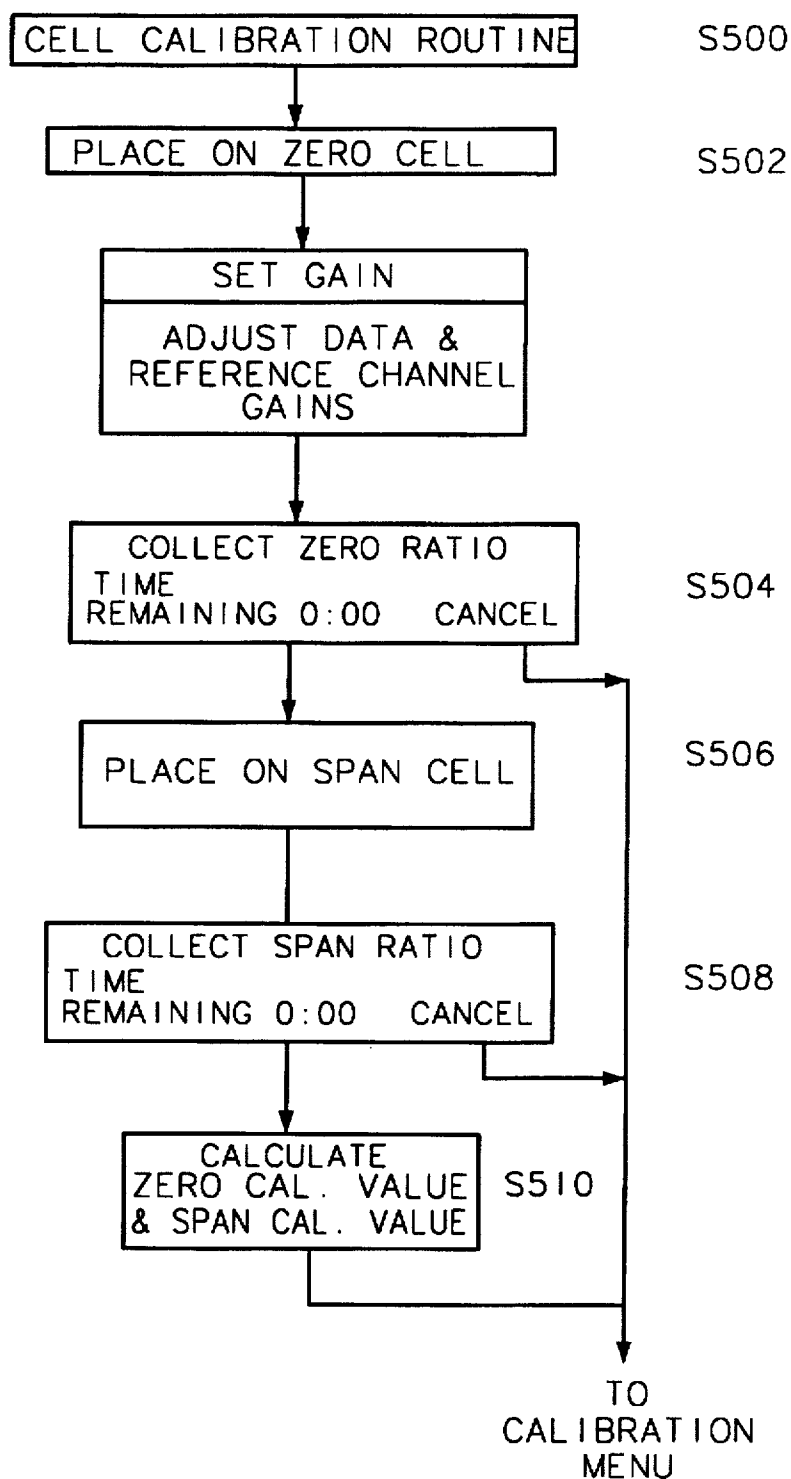 CELL CALIBRATION ROUTINE S500
PLACE ON ZERO CELL S502
SET GAIN
ADJUST DATA &
REFERENCE CHANNEL
GAINS
COLLECT ZERO RATIO
TIME S504
REMAINING 0:00 CANCEL
PLACE ON SPAN CELL S506
COLLECT SPAN RATIO
TIME S508
REMAINING 0:00 CANCEL
CALCULATE
ZERO CAL. VALUE S510
& SPAN CAL. VALUE
TO
CALIBRATION
MENU